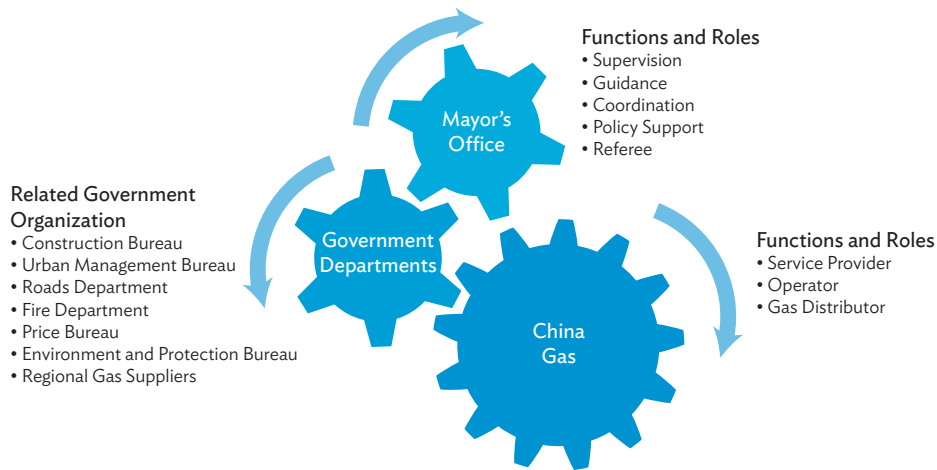 Functions and Roles
• Supervision
• Guidance
• Coordination
• Policy Support
• Referee
Mayor’s
Office
Related Government
Organization
• Construction Bureau
• Urban Management Bureau
• Roads Department
• Fire Department
• Price Bureau
• Environment and Protection Bureau
• Regional Gas Suppliers
Government
Departments
Functions and Roles
• Service Provider
• Operator
• Gas Distributor
China
Gas